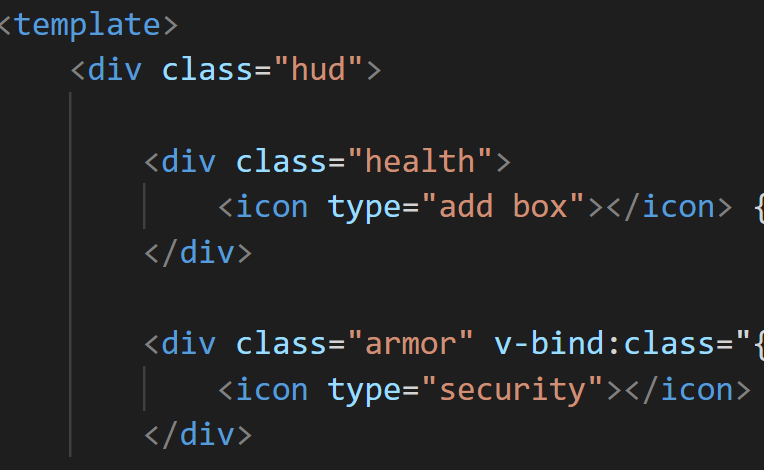 <template>
<div class="hud">
<div class="health">
<icon type="add box"></icon> {
</div>
<div class="armor" v-bind:class="{
<icon type="security"></icon>
</div>